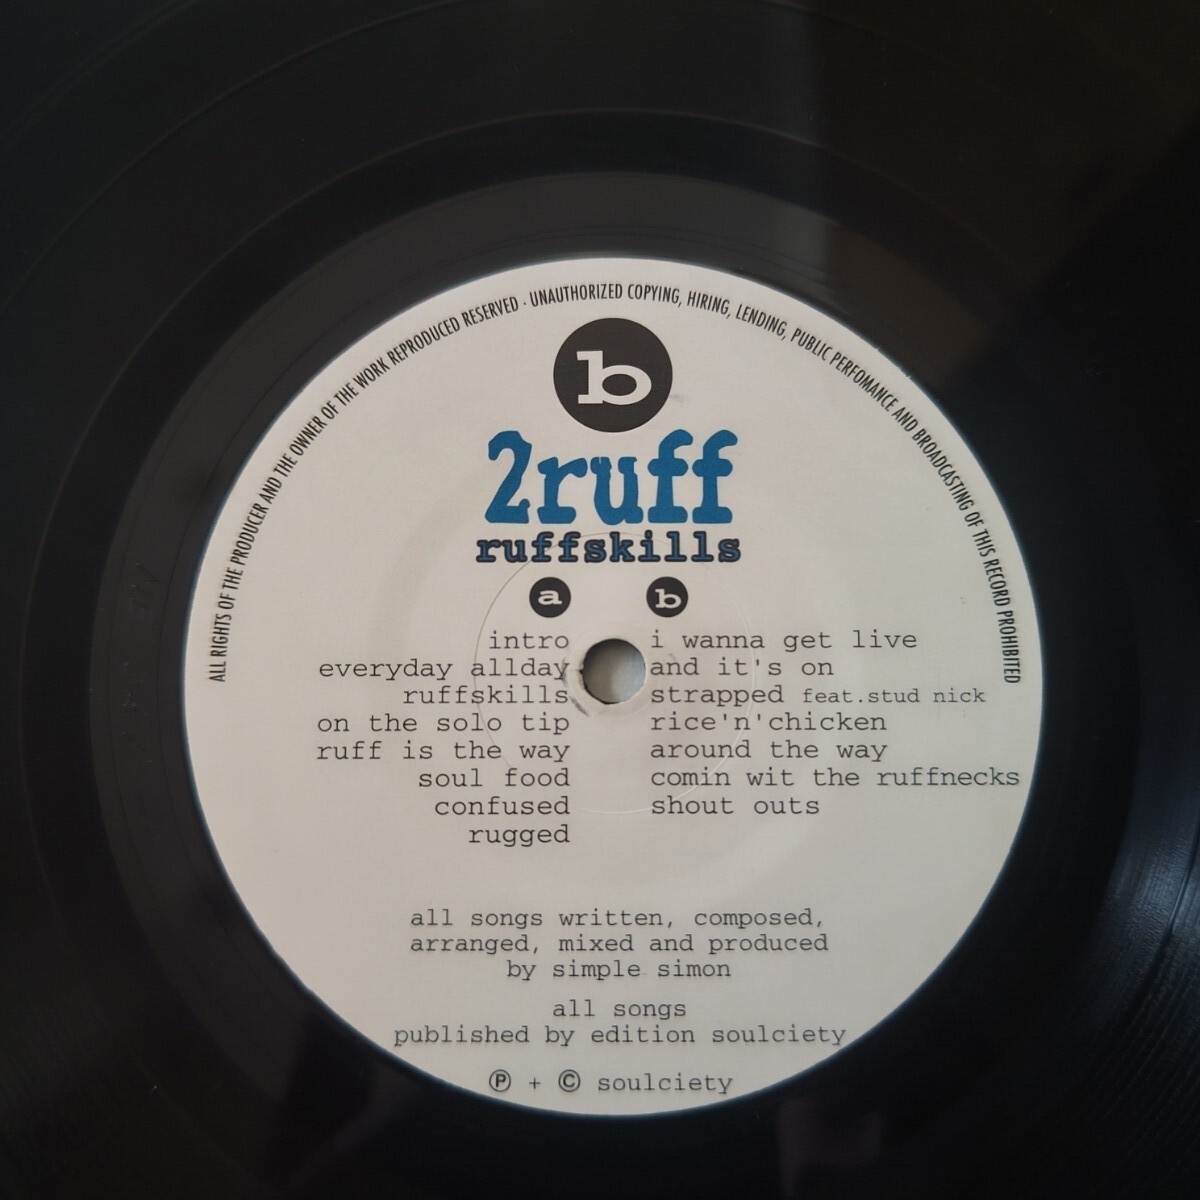 ALL RIGHTS OF THE PRODUCER AND THE OWNER OF THE WORK REPRODUCED RESERVED · UNAUTHORIZED COPYING, HIRING, LENDING, PUBLIC PERFOMANCE AND BROADCASTING OF THIS RECORD PROHIBITED
b
2ruff
ruffskills
a
intro
everyday allday
ruffskills
on the solo tip
ruff is the way
soul food
confused
rugged
b
i wanna get live
and it's on
strapped feat.stud nick
rice'n'chicken
around the way
comin wit the ruffnecks
shout outs
all songs written, composed,
arranged, mixed and produced
by simple simon
all songs
published by edition soulciety
℗ + © soulciety